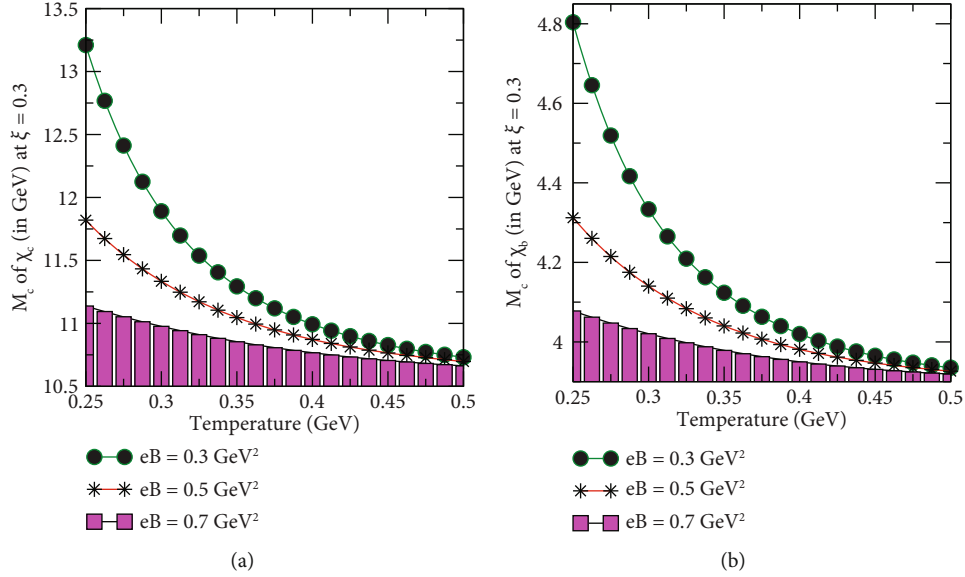 13.5
13
12.5
12
11.5
11
10.5
M_c of χ_c (in GeV) at ξ = 0.3
0.25 0.3 0.35 0.4 0.45 0.5
Temperature (GeV)
eB = 0.3 GeV²
eB = 0.5 GeV²
eB = 0.7 GeV²
(a)
4.8
4.6
4.4
4.2
4
M_c of χ_b (in GeV) at ξ = 0.3
0.25 0.3 0.35 0.4 0.45 0.5
Temperature (GeV)
eB = 0.3 GeV²
eB = 0.5 GeV²
eB = 0.7 GeV²
(b)